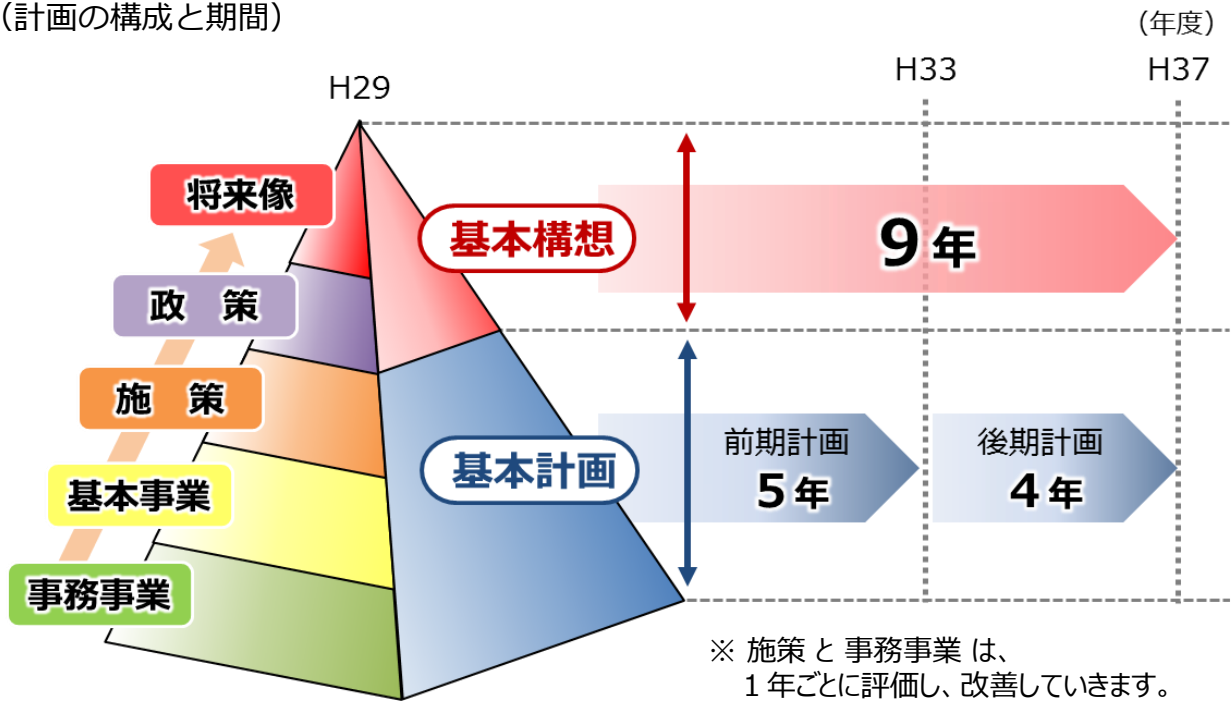 （計画の構成と期間）
（年度）
H29
H33
H37
将来像
政　策
施　策
基本事業
事務事業
基本構想
9年
基本計画
前期計画
5年
後期計画
4年
※ 施策 と 事務事業 は、
1年ごとに評価し、改善していきます。